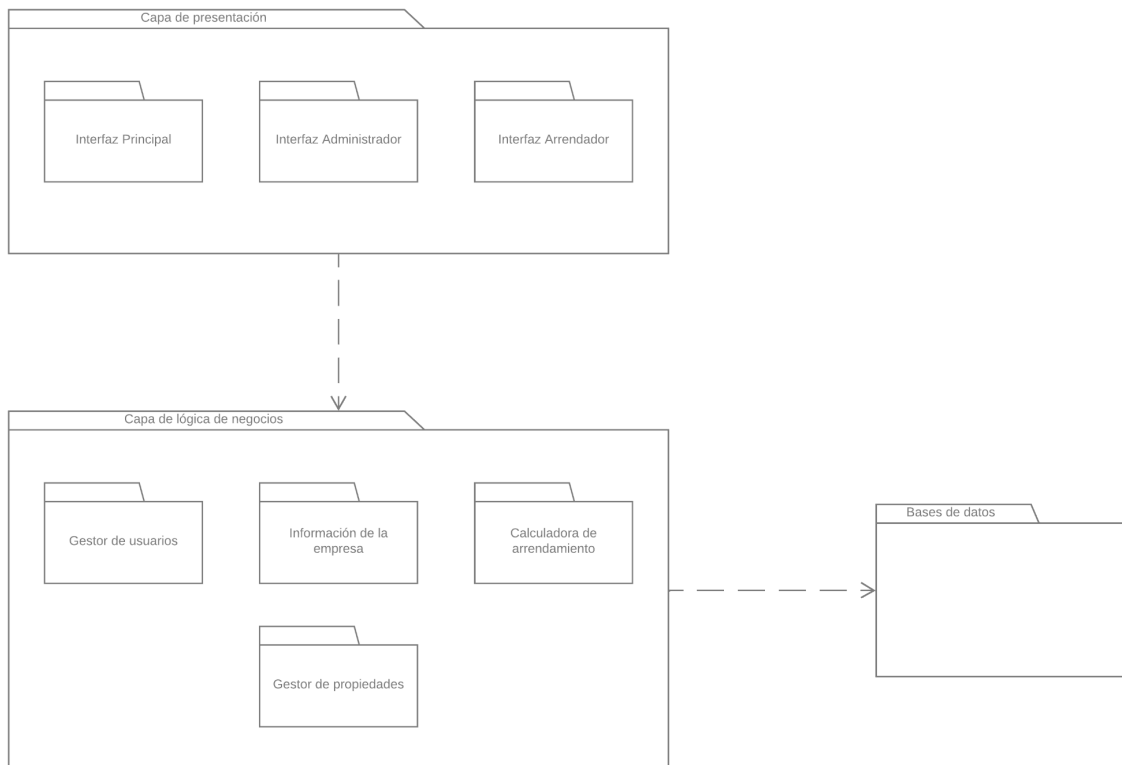 Capa de presentación
Interfaz Principal
Interfaz Administrador
Interfaz Arrendador
Capa de lógica de negocios
Gestor de usuarios
Información de la
empresa
Calculadora de
arrendamiento
Gestor de propiedades
Bases de datos